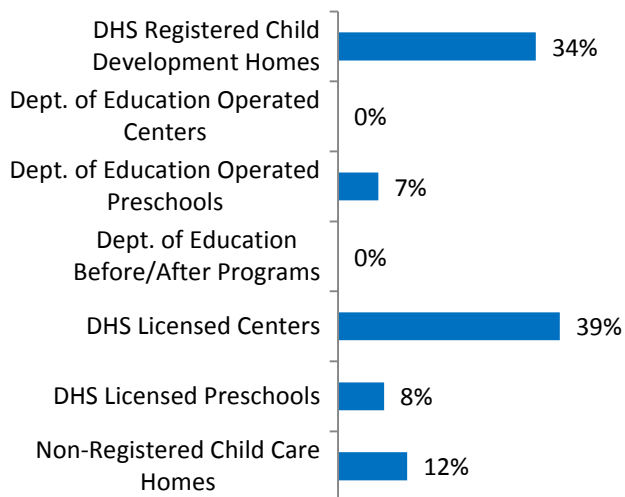 DHS Registered Child
Development Homes
34%
Dept. of Education Operated
Centers
0%
Dept. of Education Operated
Preschools
7%
Dept. of Education
Before/After Programs
0%
DHS Licensed Centers
39%
DHS Licensed Preschools
8%
Non-Registered Child Care
Homes
12%